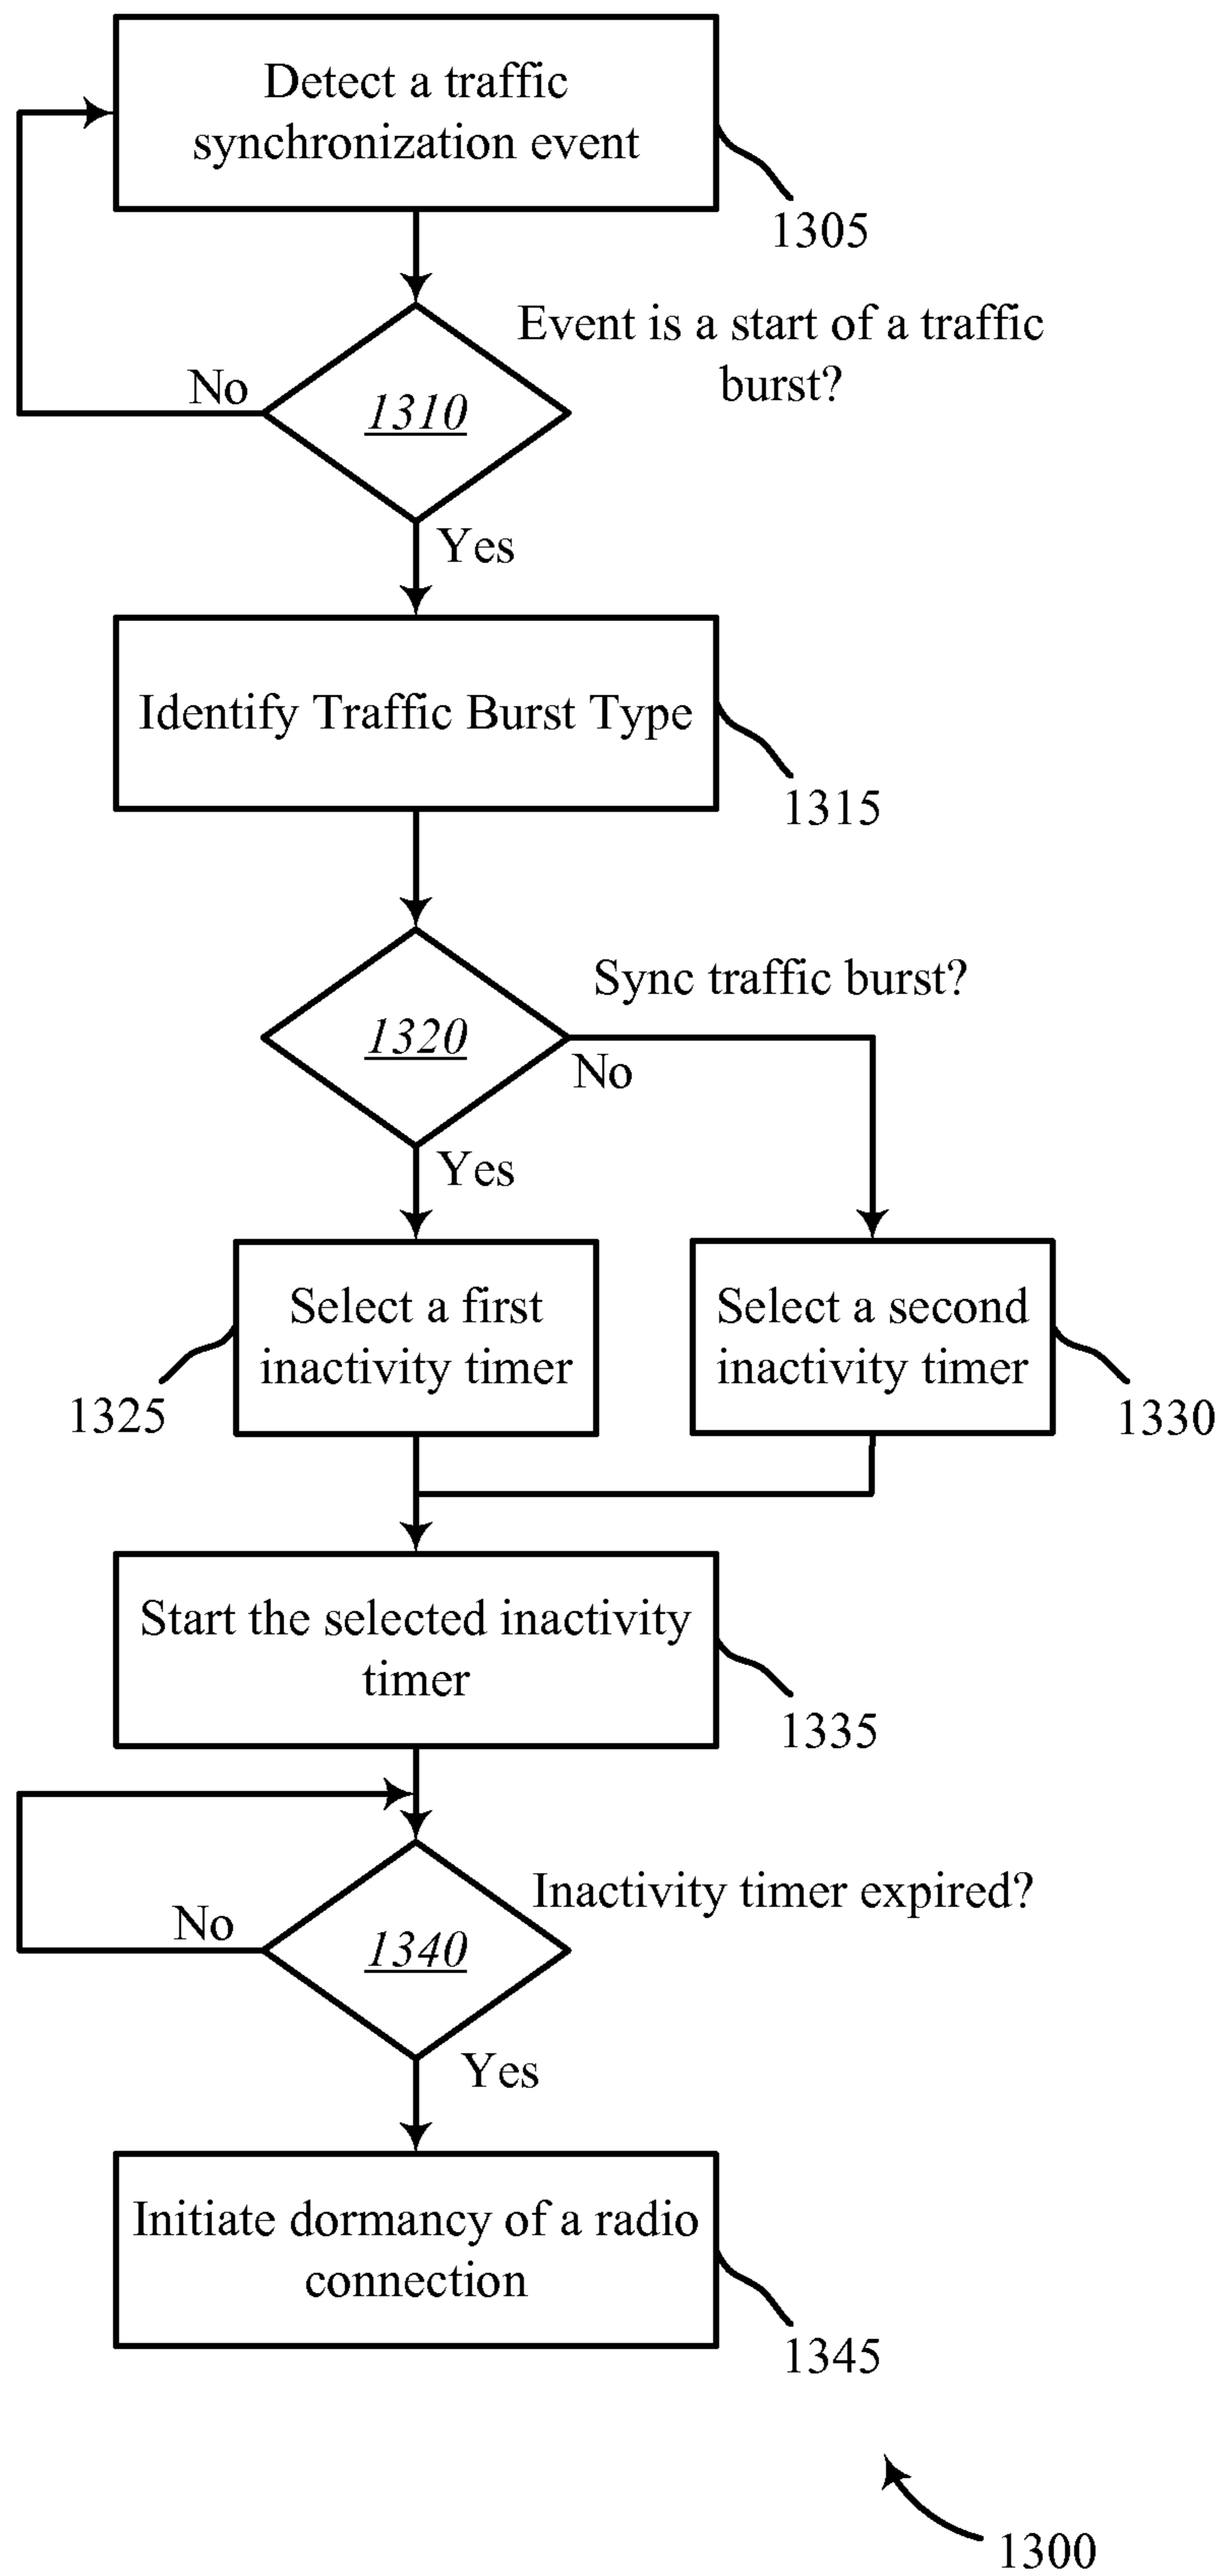 Detect a traffic
synchronization event
1305
Event is a start of a traffic
burst?
No
1310
Yes
Identify Traffic Burst Type
1315
Sync traffic burst?
1320
No
Yes
Select a first
inactivity timer
1325
Select a second
inactivity timer
1330
Start the selected inactivity
timer
1335
Inactivity timer expired?
No
1340
Yes
Initiate dormancy of a radio
connection
1345
1300